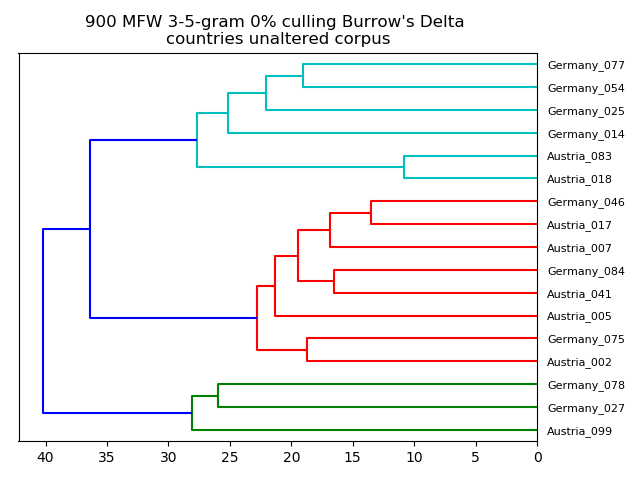 900 MFW 3-5-gram 0% culling Burrow's Delta
countries unaltered corpus
Germany_077
Germany_054
Germany_025
Germany_014
Austria_083
Austria_018
Germany_046
Austria_017
Austria_007
Germany_084
Austria_041
Austria_005
Germany_075
Austria_002
Germany_078
Germany_027
Austria_099
40 35 30 25 20 15 10 5 0